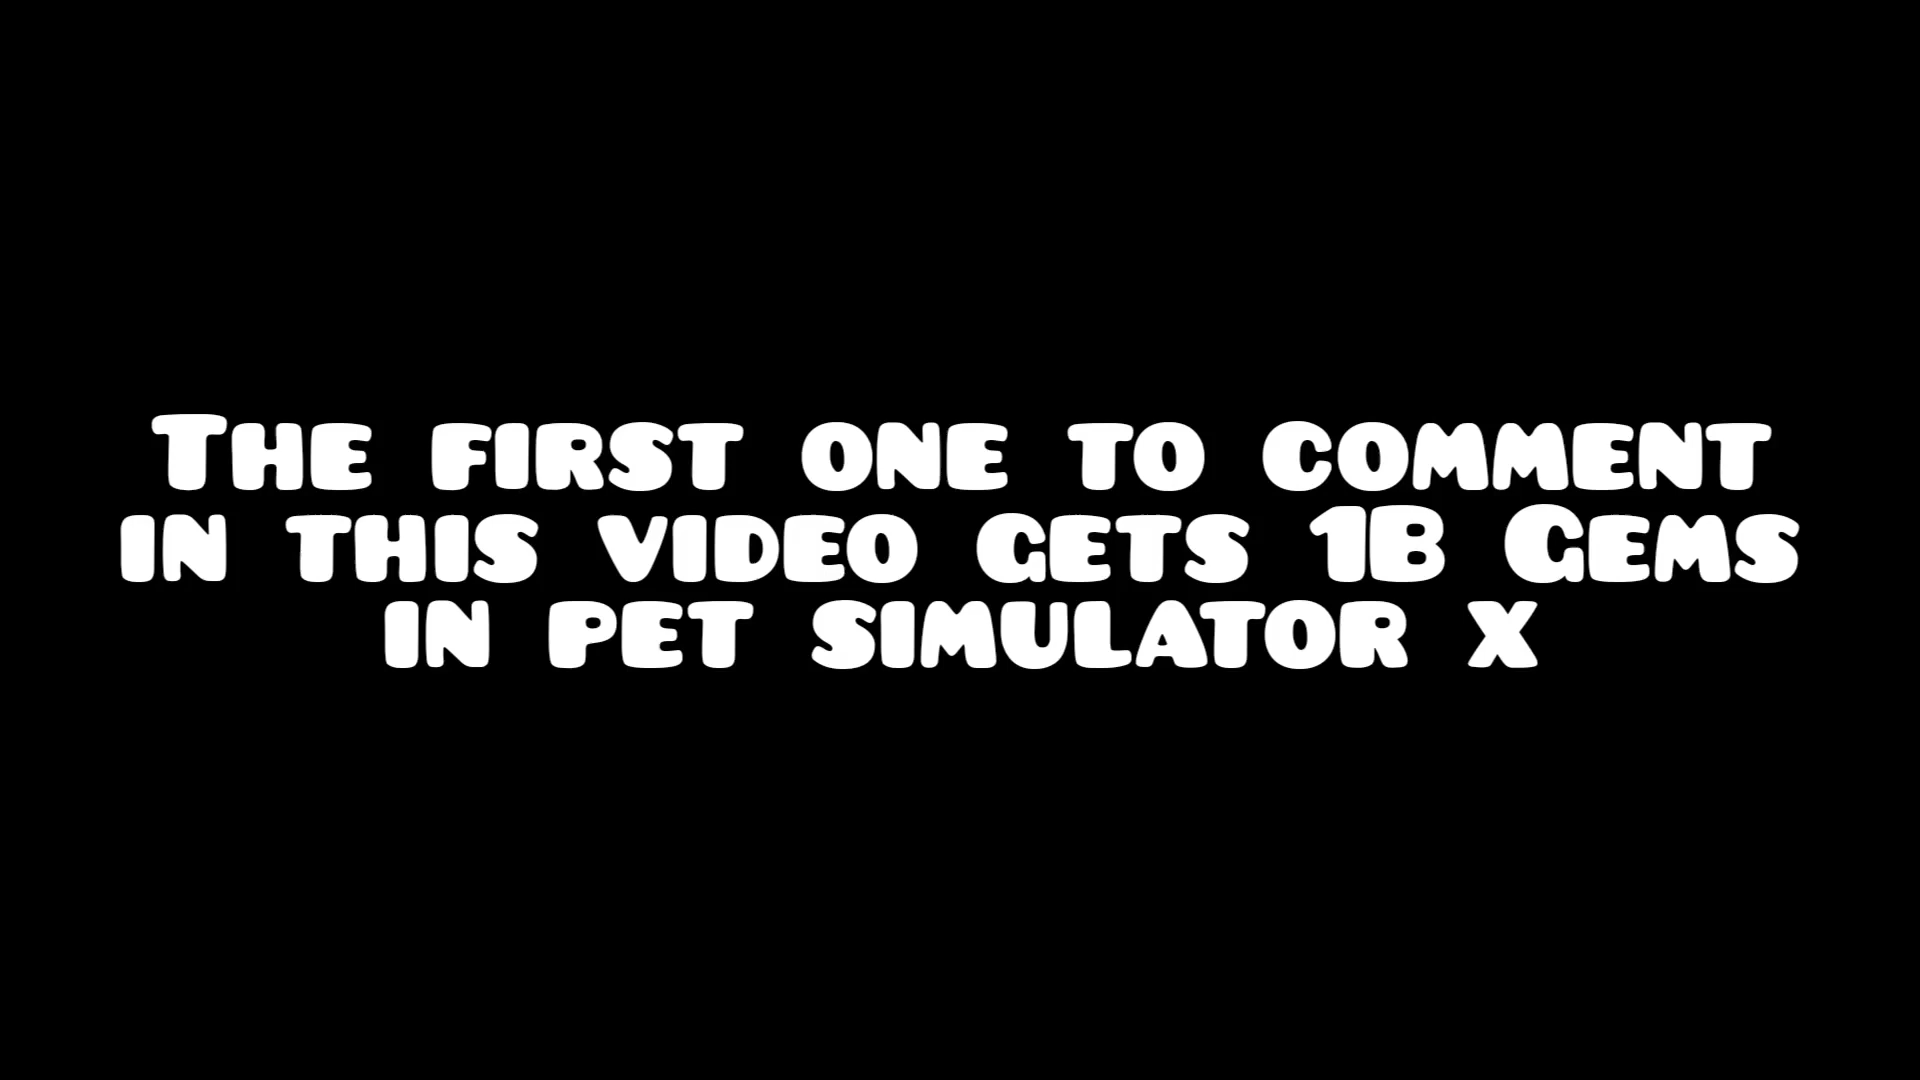 The first one to comment
in this video gets 1B Gems
in pet simulator x